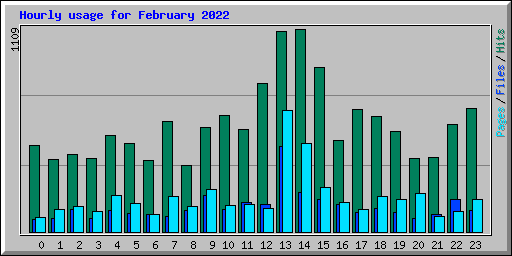 Hourly usage for February 2022
1109
Pages / Files / Hits
0 1 2 3 4 5 6 7 8 9 10 11 12 13 14 15 16 17 18 19 20 21 22 23